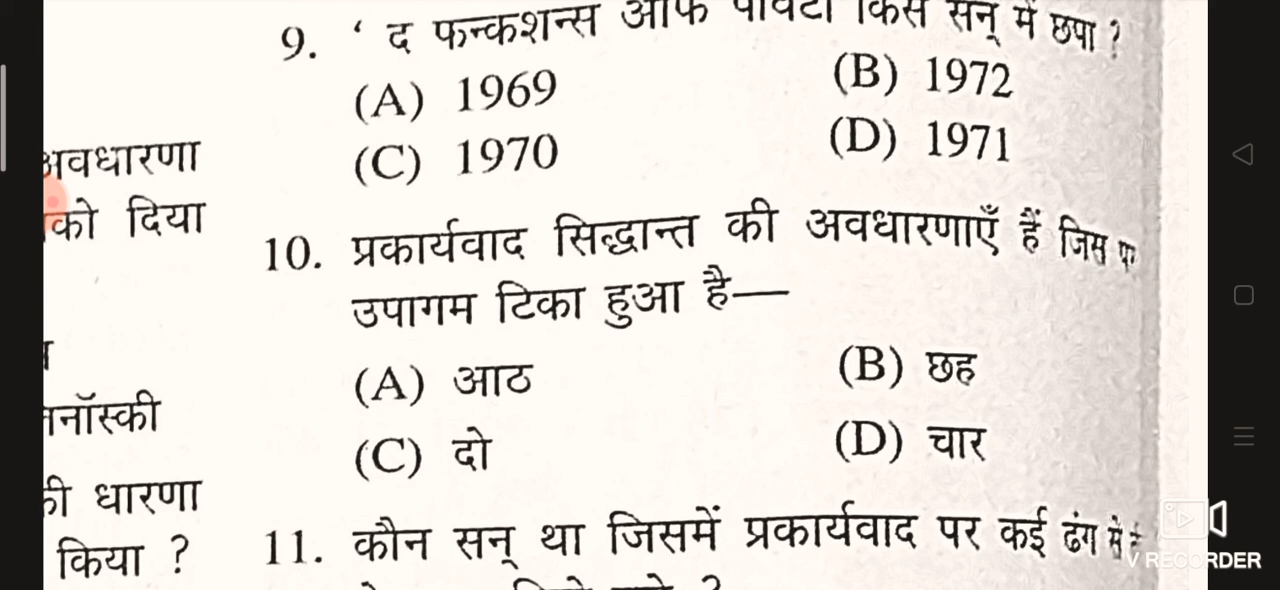 अवधारणा
को दिया
नॉस्की
की धारणा
किया ?
9. ‘ द फन्कशन्स ऑफ पावर्टी किस सन् में छपा ?
(A) 1969
(B) 1972
(C) 1970
(D) 1971
10. प्रकार्यवाद सिद्धान्त की अवधारणाएँ हैं जिस पर
उपागम टिका हुआ है—
(A) आठ
(B) छह
(C) दो
(D) चार
11. कौन सन् था जिसमें प्रकार्यवाद पर कई ढंग से
V RECORDER